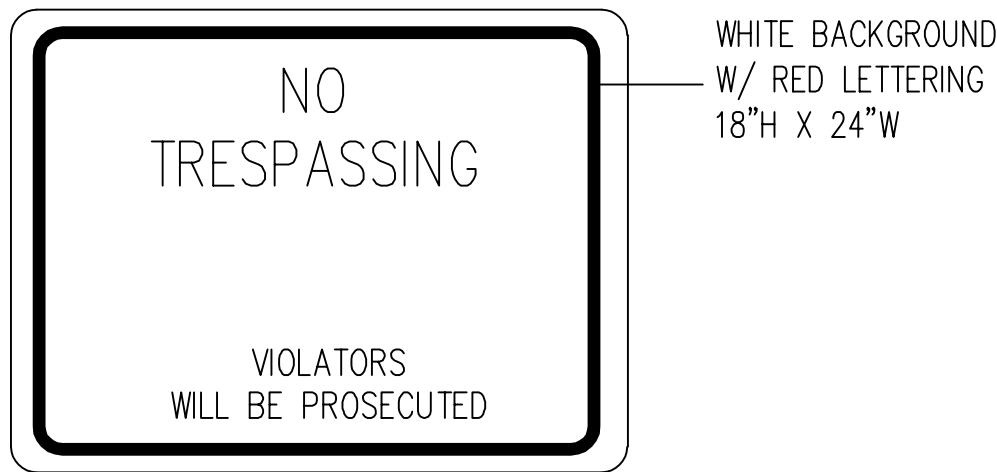 NO
TRESPASSING
VIOLATORS
WILL BE PROSECUTED
WHITE BACKGROUND
W/ RED LETTERING
18”H X 24”W